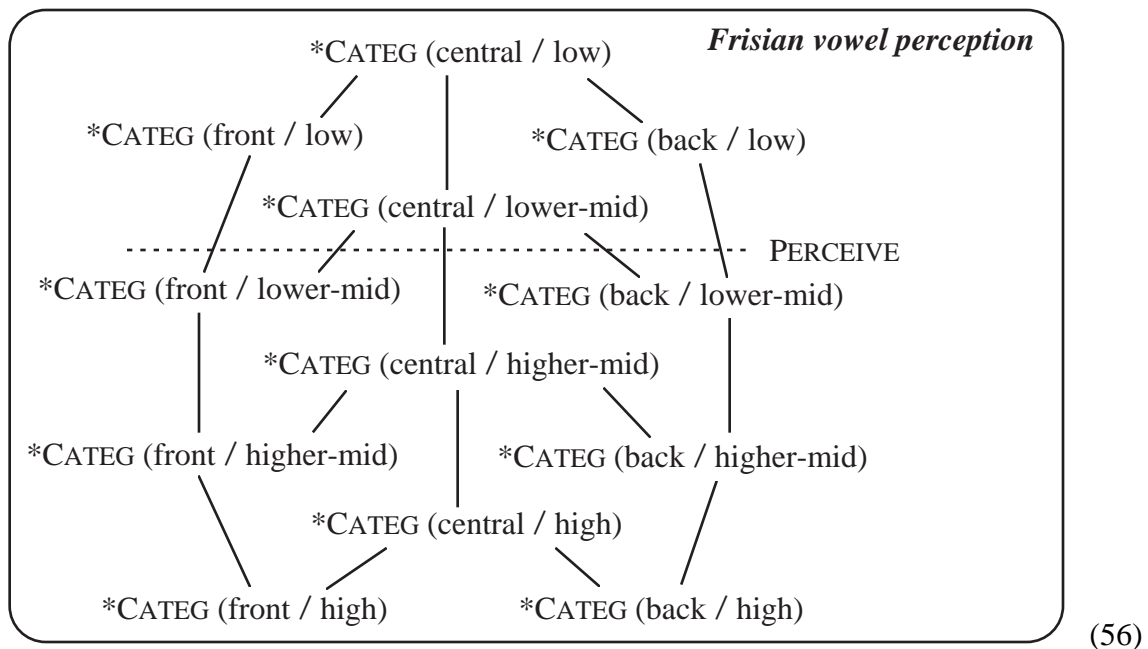 Frisian vowel perception
*CATEG (central / low)
*CATEG (front / low)
*CATEG (back / low)
*CATEG (central / lower-mid)
PERCEIVE
*CATEG (front / lower-mid)
*CATEG (back / lower-mid)
*CATEG (central / higher-mid)
*CATEG (front / higher-mid)
*CATEG (back / higher-mid)
*CATEG (central / high)
*CATEG (front / high)
*CATEG (back / high)
(56)